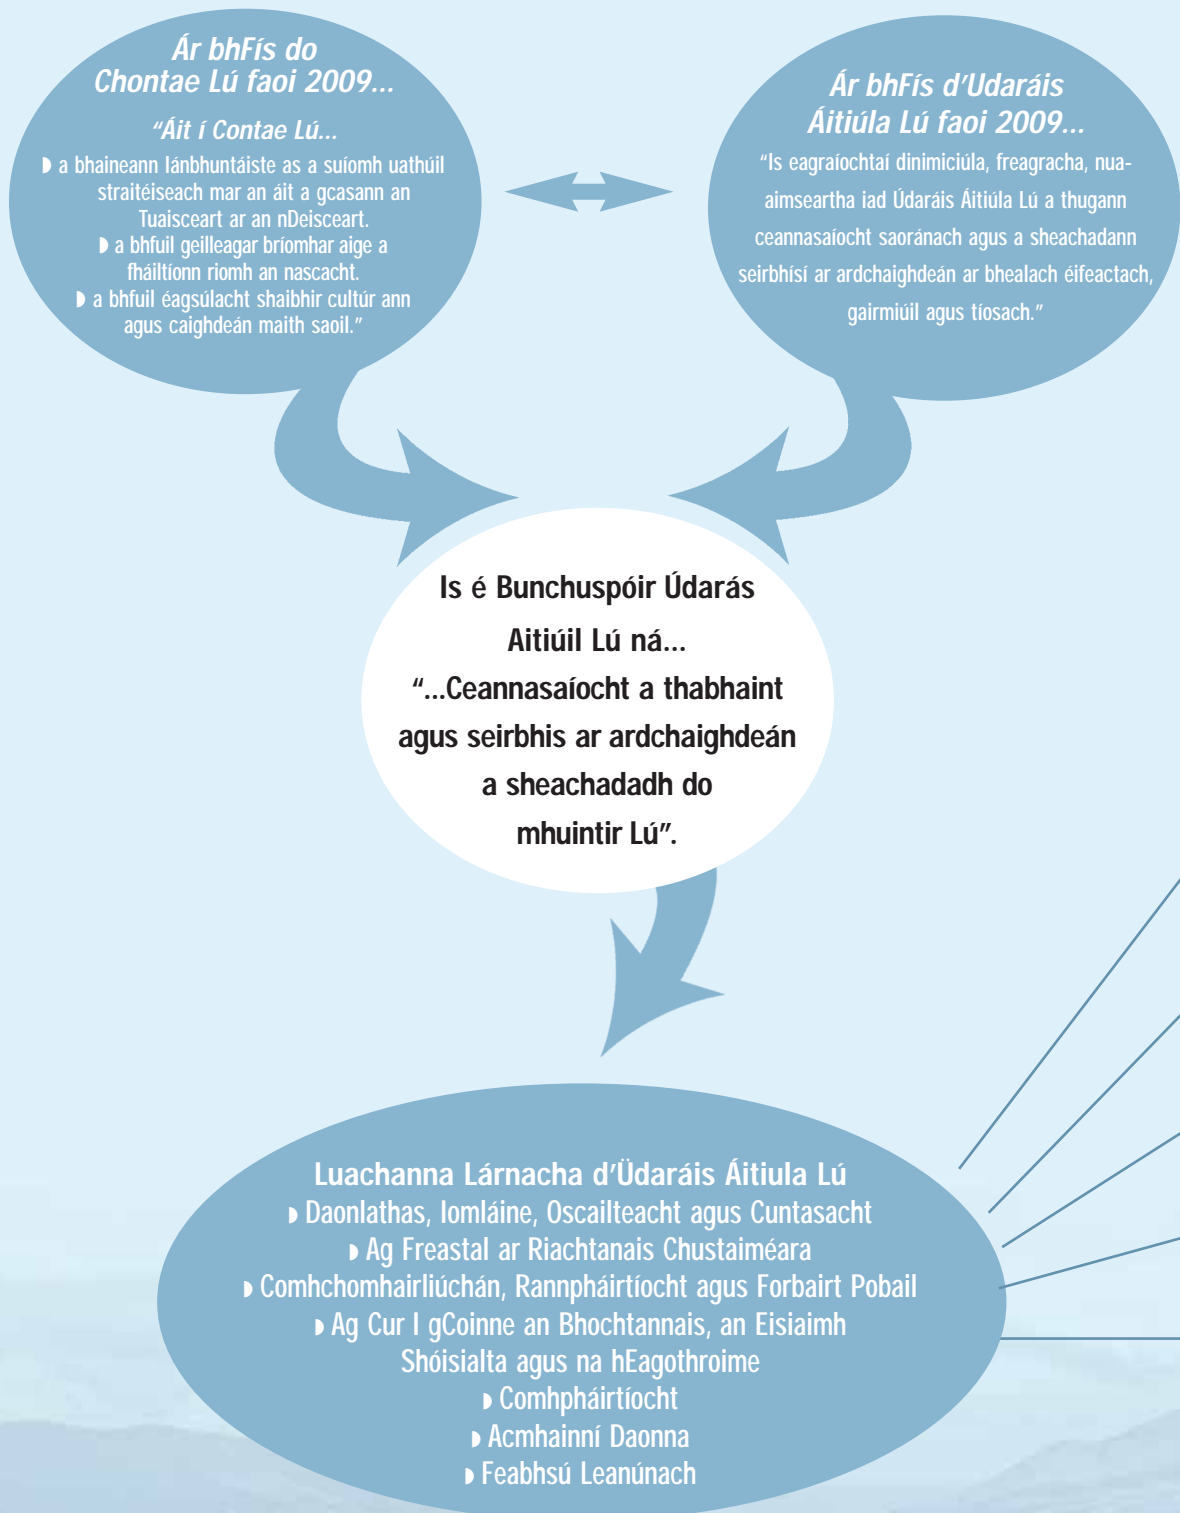 Ár bhFís do
Chontae Lú faoi 2009...
"Áit í Contae Lú...
◗ a bhaineann lánbhuntáiste as a suíomh uathúil
straitéiseach mar an áit a gcasann an
Tuaisceart ar an nDeisceart.
◗ a bhfuil geilleagar bríomhar aige a
fháiltíonn riomh an nascacht.
◗ a bhfuil éagsúlacht shaibhir cultúr ann
agus caighdeán maith saoil."
Ár bhFís d'Udaráis
Áitiúla Lú faoi 2009...
"Is eagraíochtaí dinimiciúla, freagracha, nua-
aimseartha iad Údaráis Áitiúla Lú a thugann
ceannasaíocht saoránach agus a sheachadann
seirbhísí ar ardchaighdeán ar bhealach éifeactach,
gairmiúil agus tíosach."
Is é Bunchuspóir Údarás
Aitiúil Lú ná...
"...Ceannasaíocht a thabhaint
agus seirbhis ar ardchaighdeán
a sheachadadh do
mhuintir Lú".
Luachanna Lárnacha d'Üdaráis Áitiula Lú
◗ Daonlathas, Iomláine, Oscailteacht agus Cuntasacht
◗ Ag Freastal ar Riachtanais Chustaiméara
◗ Comhchomhairliúchán, Rannpháirtíocht agus Forbairt Pobail
◗ Ag Cur I gCoinne an Bhochtannais, an Eisiaimh
Shóisialta agus na hEagothroime
◗ Comhpháirtíocht
◗ Acmhainní Daonna
◗ Feabhsú Leanúnach